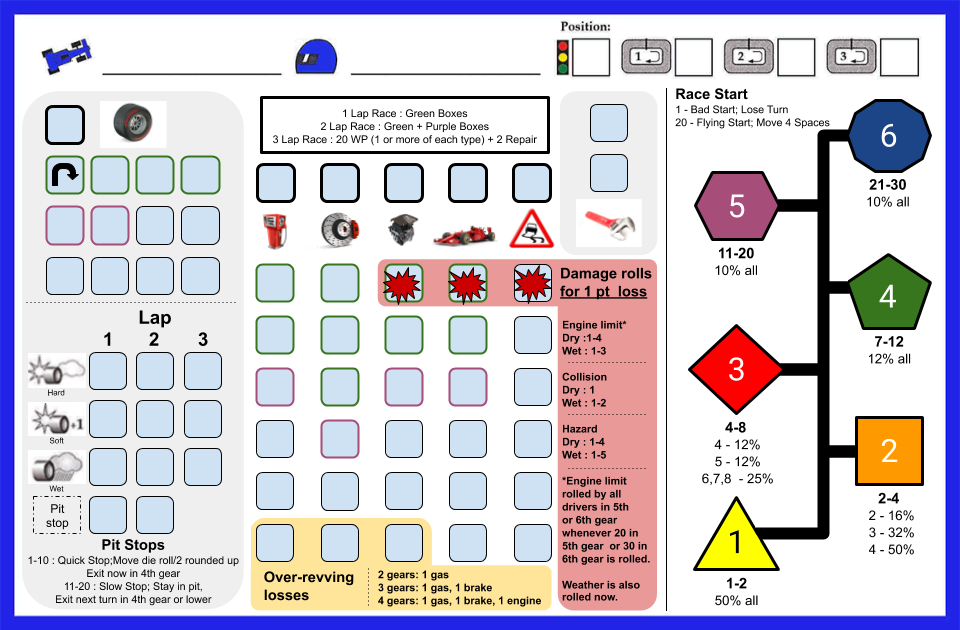 Position:
1
2
3
1 Lap Race : Green Boxes
2 Lap Race : Green + Purple Boxes
3 Lap Race : 20 WP (1 or more of each type) + 2 Repair
Race Start
1 - Bad Start; Lose Turn
20 - Flying Start; Move 4 Spaces
6
21-30
10% all
5
11-20
10% all
4
7-12
12% all
3
4-8
4 - 12%
5 - 12%
6,7,8 - 25%
2
2-4
2 - 16%
3 - 32%
4 - 50%
1
1-2
50% all
Damage rolls
for 1 pt loss
Engine limit*
Dry :1-4
Wet : 1-3
Collision
Dry : 1
Wet : 1-2
Hazard
Dry : 1-4
Wet : 1-5
*Engine limit
rolled by all
drivers in 5th
or 6th gear
whenever 20 in
5th gear or 30 in
6th gear is rolled.
Weather is also
rolled now.
Lap
1 2 3
Hard
+1
Soft
Wet
Pit
stop
Pit Stops
1-10 : Quick Stop;Move die roll/2 rounded up
Exit now in 4th gear
11-20 : Slow Stop; Stay in pit,
Exit next turn in 4th gear or lower
Over-revving
losses
2 gears: 1 gas
3 gears: 1 gas, 1 brake
4 gears: 1 gas, 1 brake, 1 engine